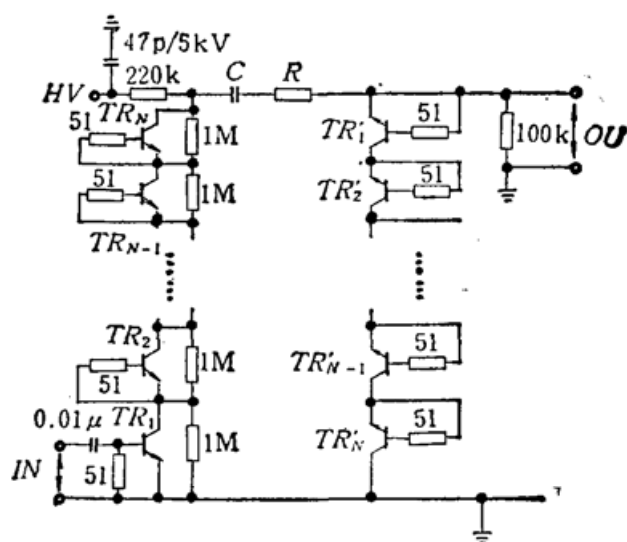 47p/5kV
220k
C
R
HV
TR_N
51
1M
TR'_1
51
100k
OU
51
1M
TR'_2
51
TR_{N-1}
TR_2
51
1M
TR'_{N-1}
51
0.01μ
TR_1
51
1M
TR'_N
51
IN